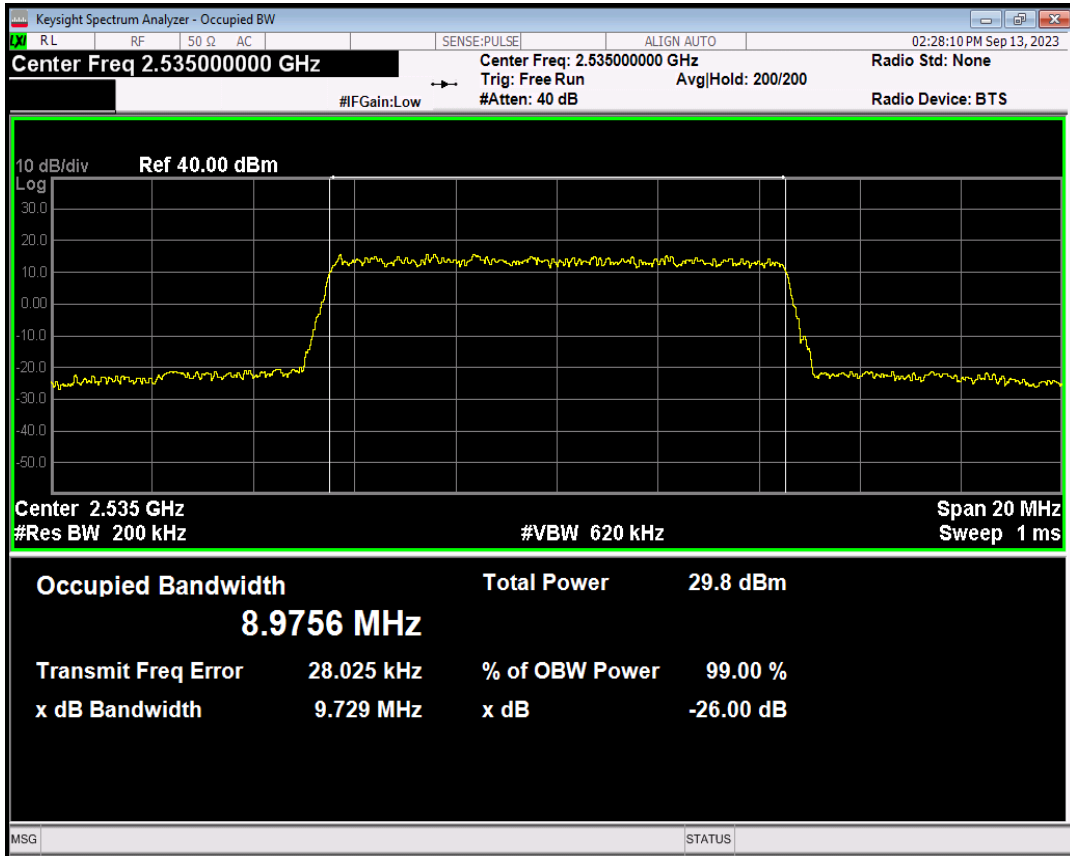 Keysight Spectrum Analyzer - Occupied BW
LXI RL RF 50 Ω AC SENSE:PULSE ALIGN AUTO 02:28:10 PM Sep 13, 2023
Center Freq 2.535000000 GHz Center Freq: 2.535000000 GHz Radio Std: None
Trig: Free Run Avg|Hold: 200/200
#IFGain:Low #Atten: 40 dB Radio Device: BTS
10 dB/div Ref 40.00 dBm
Log
30.0
20.0
10.0
0.00
-10.0
-20.0
-30.0
-40.0
-50.0
Center 2.535 GHz Span 20 MHz
#Res BW 200 kHz #VBW 620 kHz Sweep 1 ms
Occupied Bandwidth Total Power 29.8 dBm
8.9756 MHz
Transmit Freq Error 28.025 kHz % of OBW Power 99.00 %
x dB Bandwidth 9.729 MHz x dB -26.00 dB
MSG STATUS